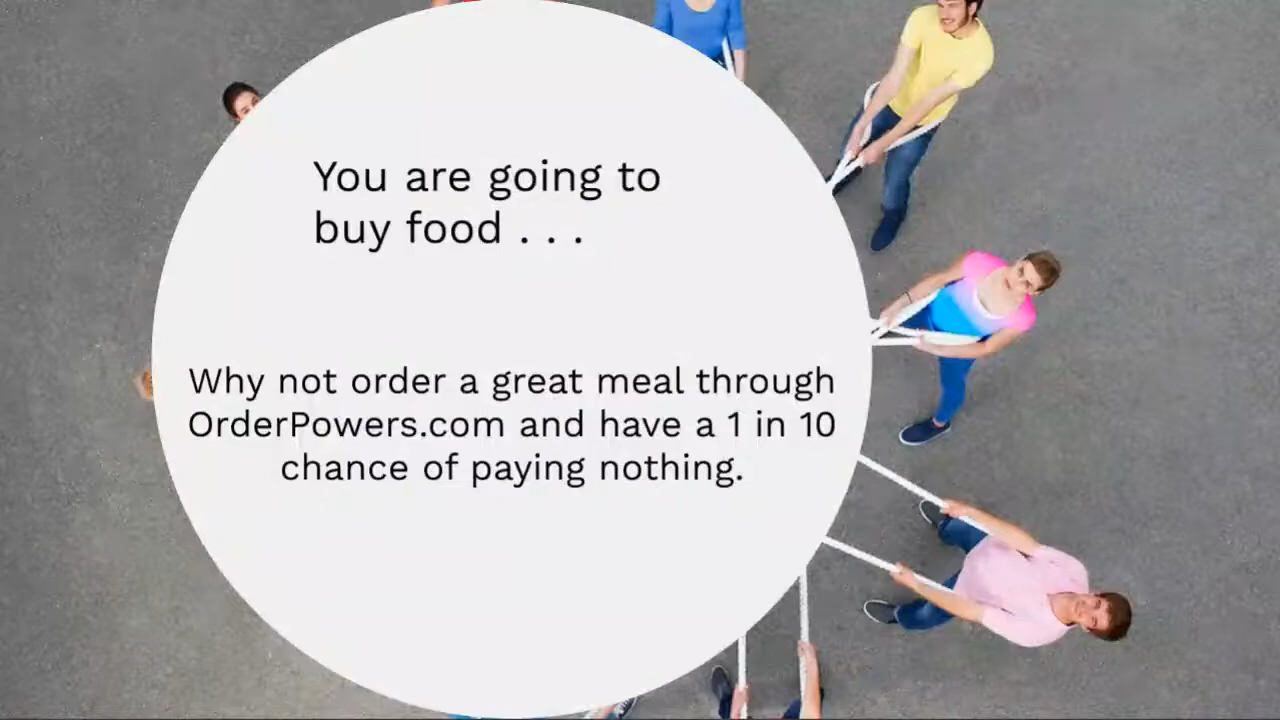 You are going to
buy food . . .
Why not order a great meal through
OrderPowers.com and have a 1 in 10
chance of paying nothing.